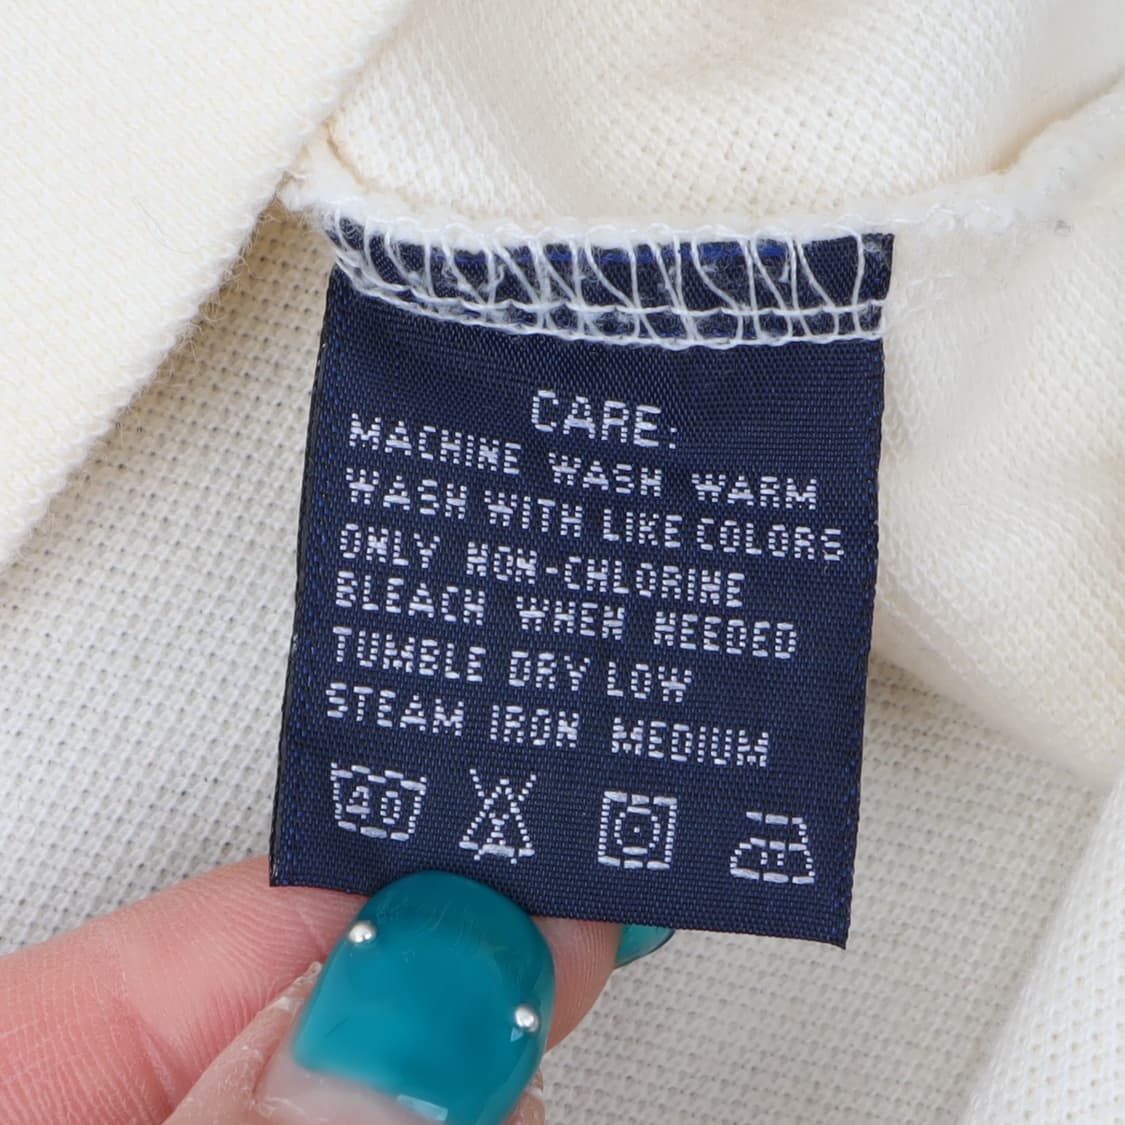 CARE:
MACHINE WASH WARM
WASH WITH LIKE COLORS
ONLY NON-CHLORINE
BLEACH WHEN NEEDED
TUMBLE DRY LOW
STEAM IRON MEDIUM
40